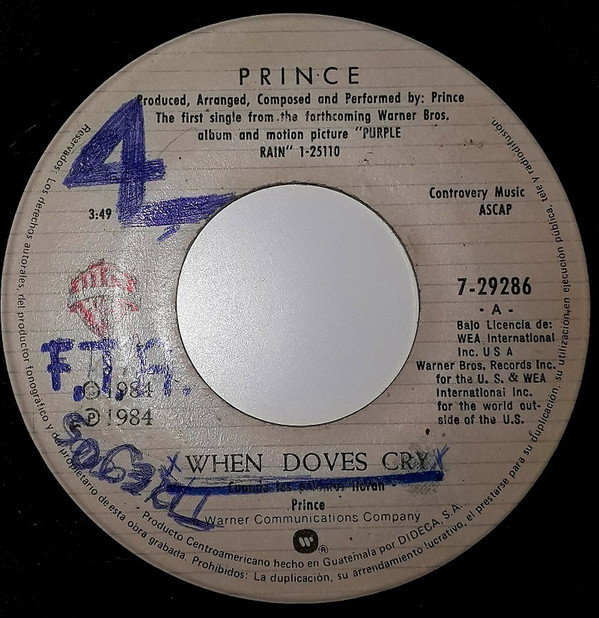 PRINCE
Produced, Arranged, Composed and Performed by: Prince
The first single from the forthcoming Warner Bros.
album and motion picture "PURPLE
RAIN" 1-25110
4
3:49
Controvery Music
ASCAP
7-29286
- A -
Bajo Licencia de:
WEA International
Inc. U S A
Warner Bros. Records Inc.
for the U. S. & WEA
International Inc.
for the world out-
side of the U.S.
© 1984
℗ 1984
X WHEN DOVES CRY X
Cuando las Lloran
Prince
Warner Communications Company
W ®
Producto Centroamericano hecho en Guatemala por DIDECA, S.A.
Prohibidos: La duplicación, su arrendamiento lucrativo, el prestarse para su duplicación, su utilización en ejecución pública, tele y radiodifusión.
Reservados Los derechos autorales, del productor fonográfico y del propietario de esta obra grabada.